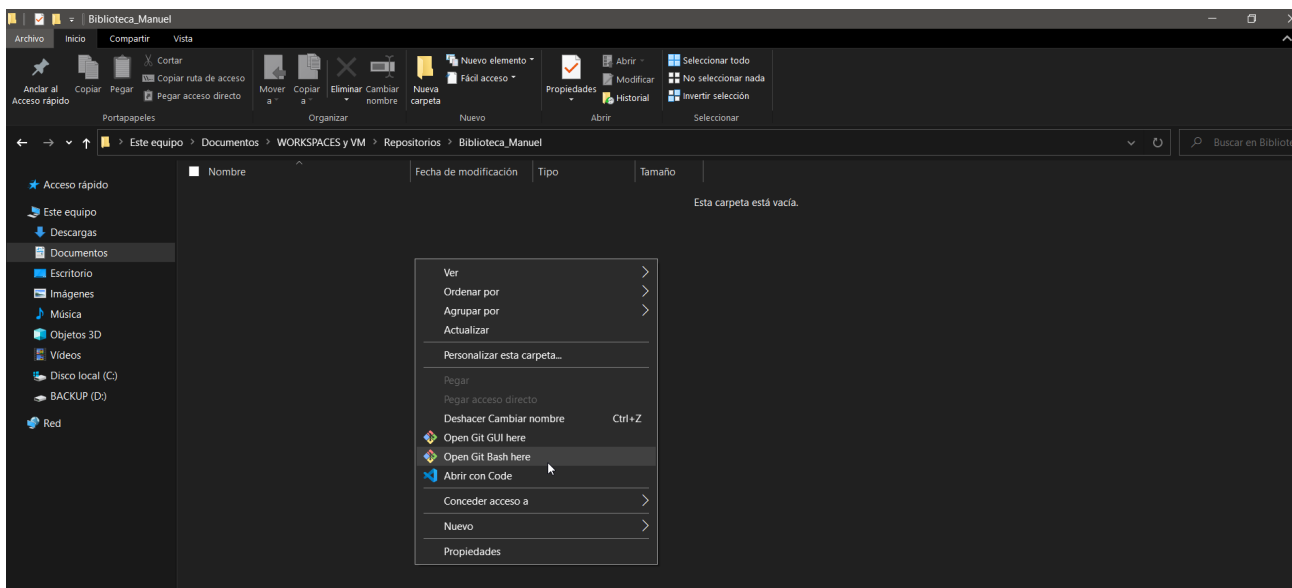 Biblioteca_Manuel
Archivo Inicio Compartir Vista
Anclar al Acceso rápido
Copiar
Pegar
Cortar
Copiar ruta de acceso
Pegar acceso directo
Mover a
Copiar a
Eliminar
Cambiar nombre
Nueva carpeta
Nuevo elemento
Fácil acceso
Propiedades
Abrir
Modificar
Historial
Seleccionar todo
No seleccionar nada
Invertir selección
Portapapeles Organizar Nuevo Abrir Seleccionar
Este equipo > Documentos > WORKSPACES y VM > Repositorios > Biblioteca_Manuel
Buscar en Bibliote
Nombre Fecha de modificación Tipo Tamaño
Esta carpeta está vacía.
Acceso rápido
Este equipo
Descargas
Documentos
Escritorio
Imágenes
Música
Objetos 3D
Vídeos
Disco local (C:)
BACKUP (D:)
Red
Ver
Ordenar por
Agrupar por
Actualizar
Personalizar esta carpeta...
Pegar
Pegar acceso directo
Deshacer Cambiar nombre Ctrl+Z
Open Git GUI here
Open Git Bash here
Abrir con Code
Conceder acceso a
Nuevo
Propiedades